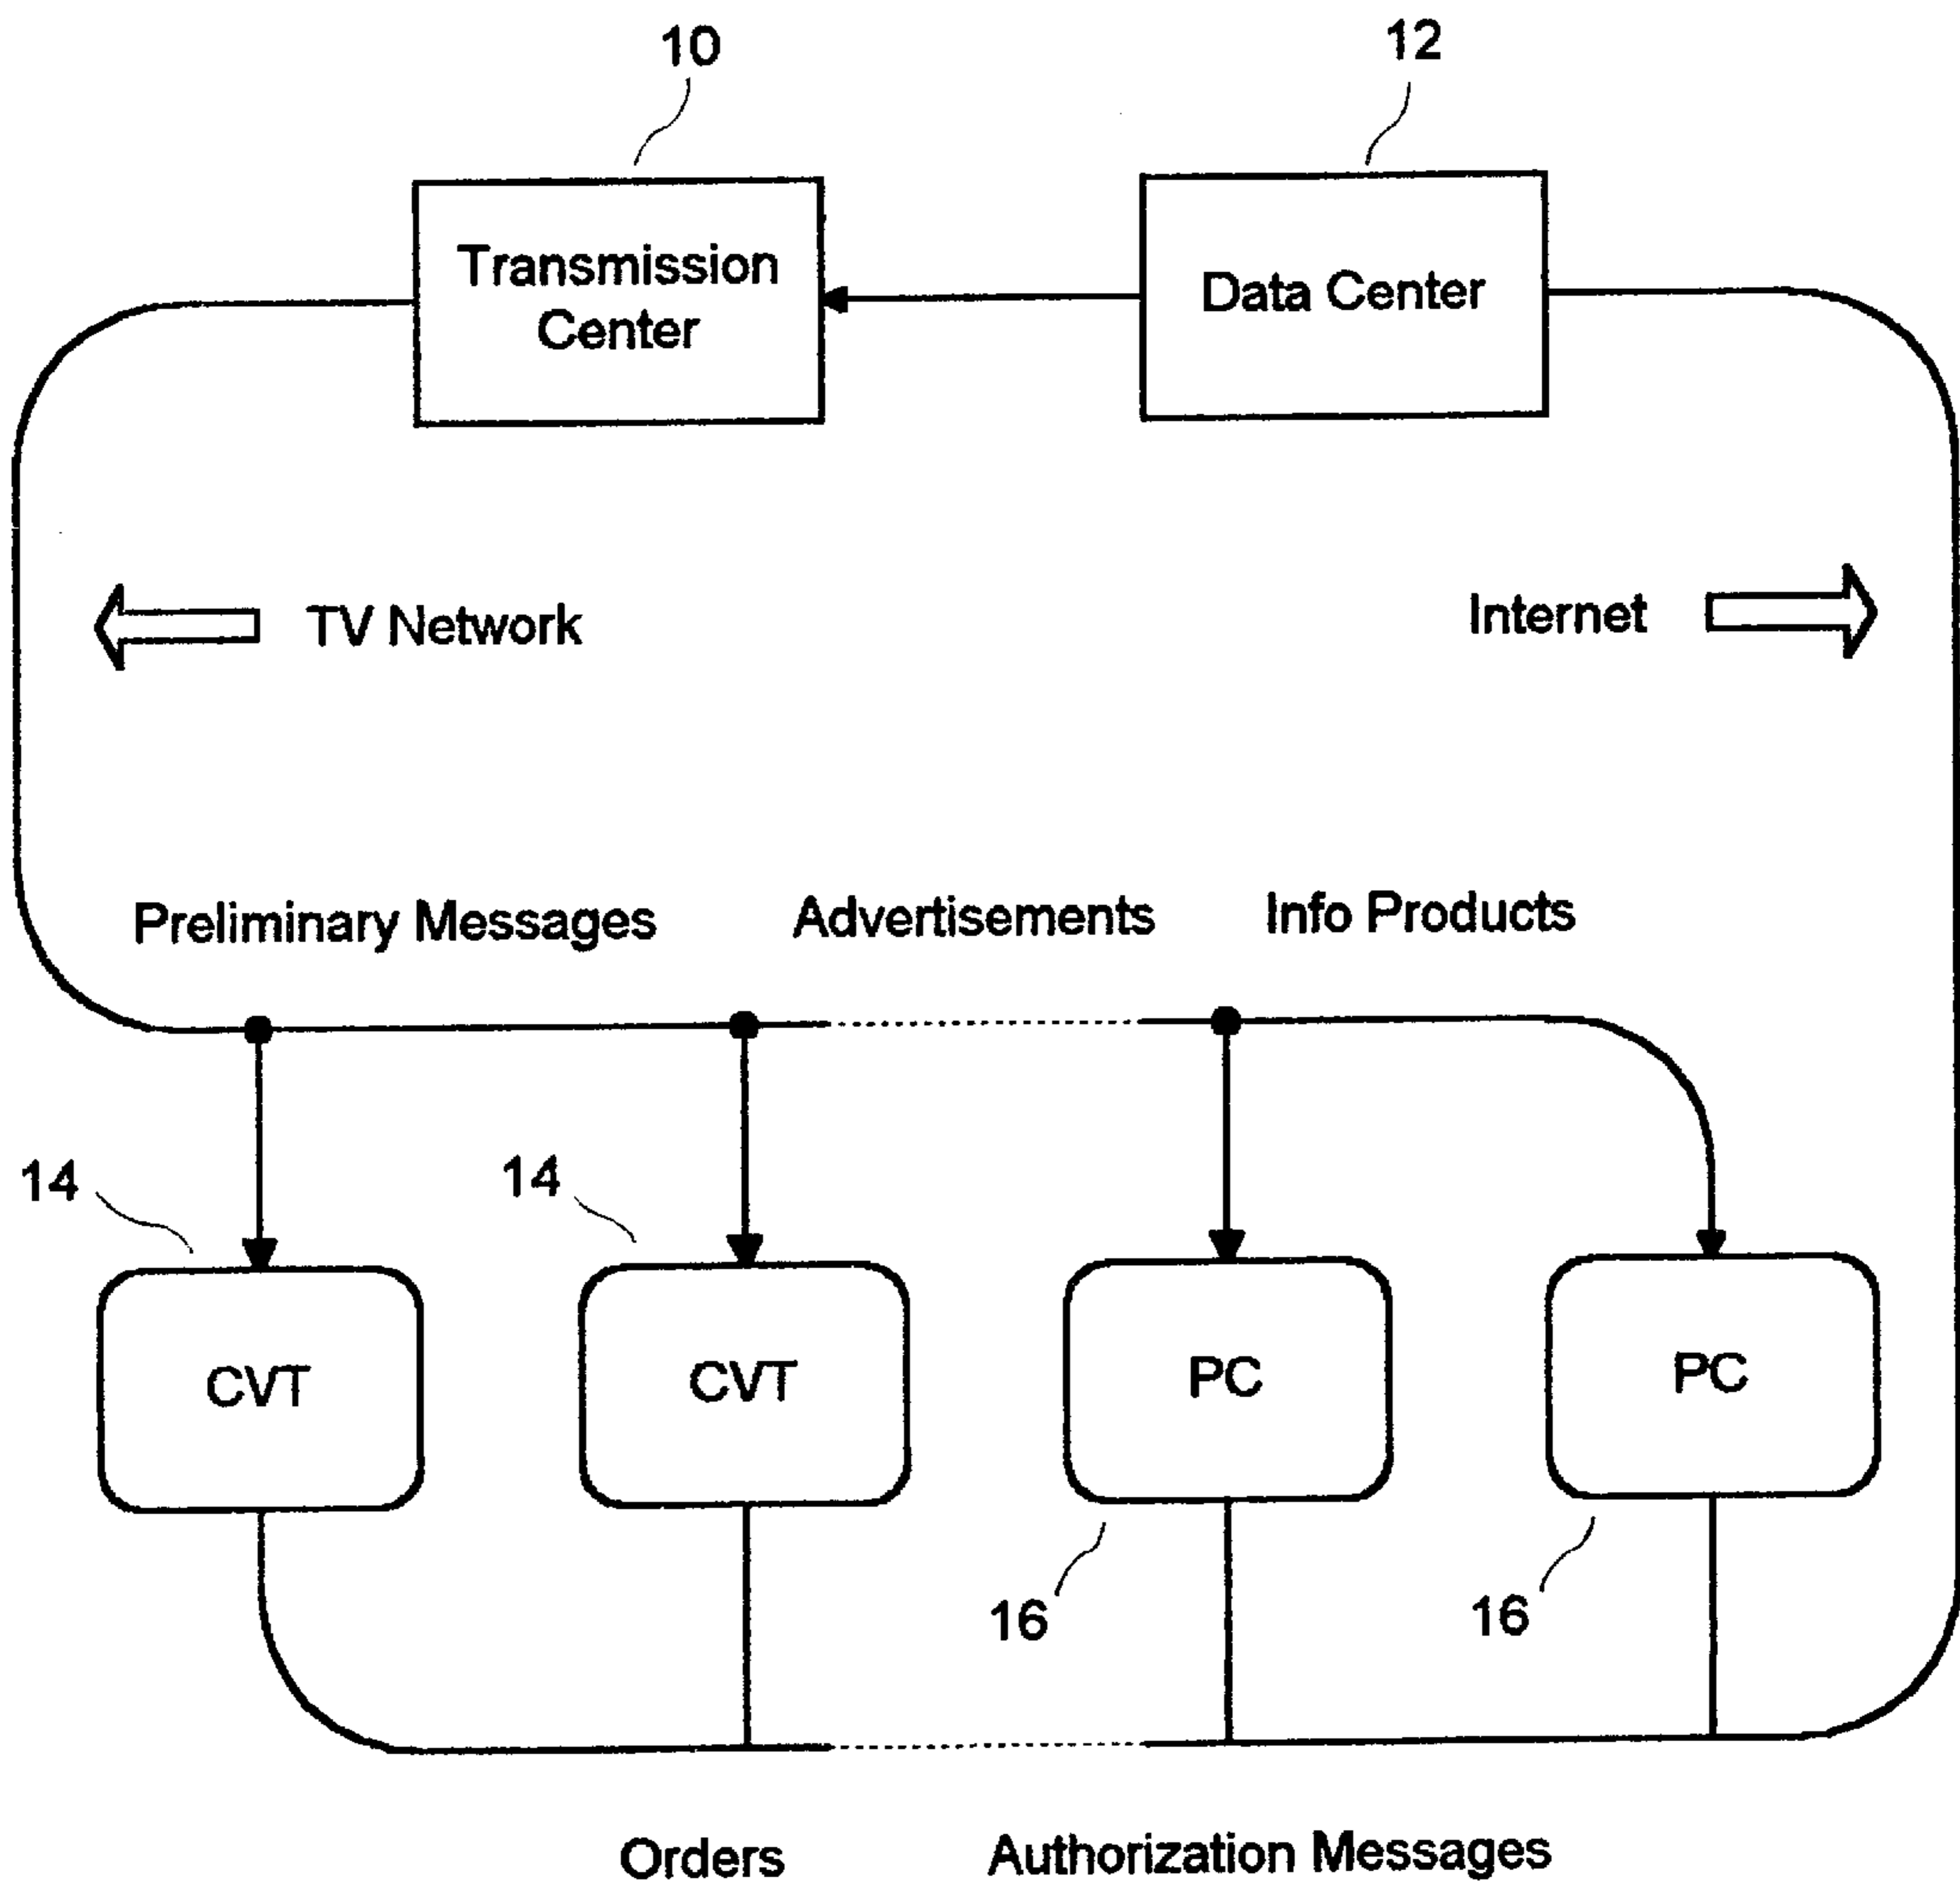 10
12
Transmission
Center
Data Center
TV Network
Internet
Preliminary Messages
Advertisements
Info Products
14
14
CVT
CVT
PC
PC
16
16
Orders
Authorization Messages